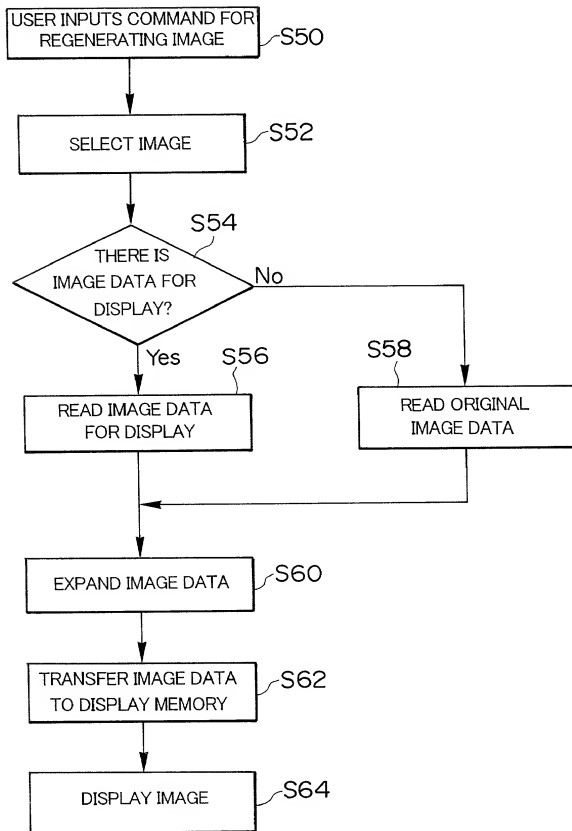 USER INPUTS COMMAND FOR
REGENERATING IMAGE
S50
SELECT IMAGE
S52
S54
THERE IS
IMAGE DATA FOR
DISPLAY?
No
Yes
S56
READ IMAGE DATA
FOR DISPLAY
S58
READ ORIGINAL
IMAGE DATA
EXPAND IMAGE DATA
S60
TRANSFER IMAGE DATA
TO DISPLAY MEMORY
S62
DISPLAY IMAGE
S64